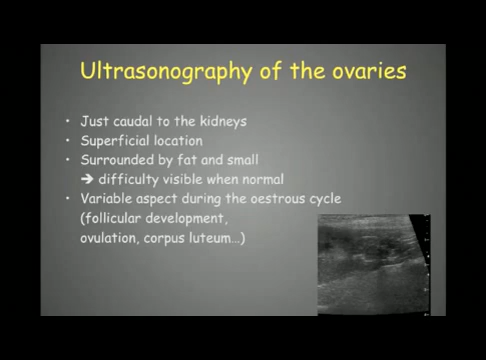 Ultrasonography of the ovaries
• Just caudal to the kidneys
• Superficial location
• Surrounded by fat and small
➔ difficulty visible when normal
• Variable aspect during the oestrous cycle
(follicular development,
ovulation, corpus luteum…)